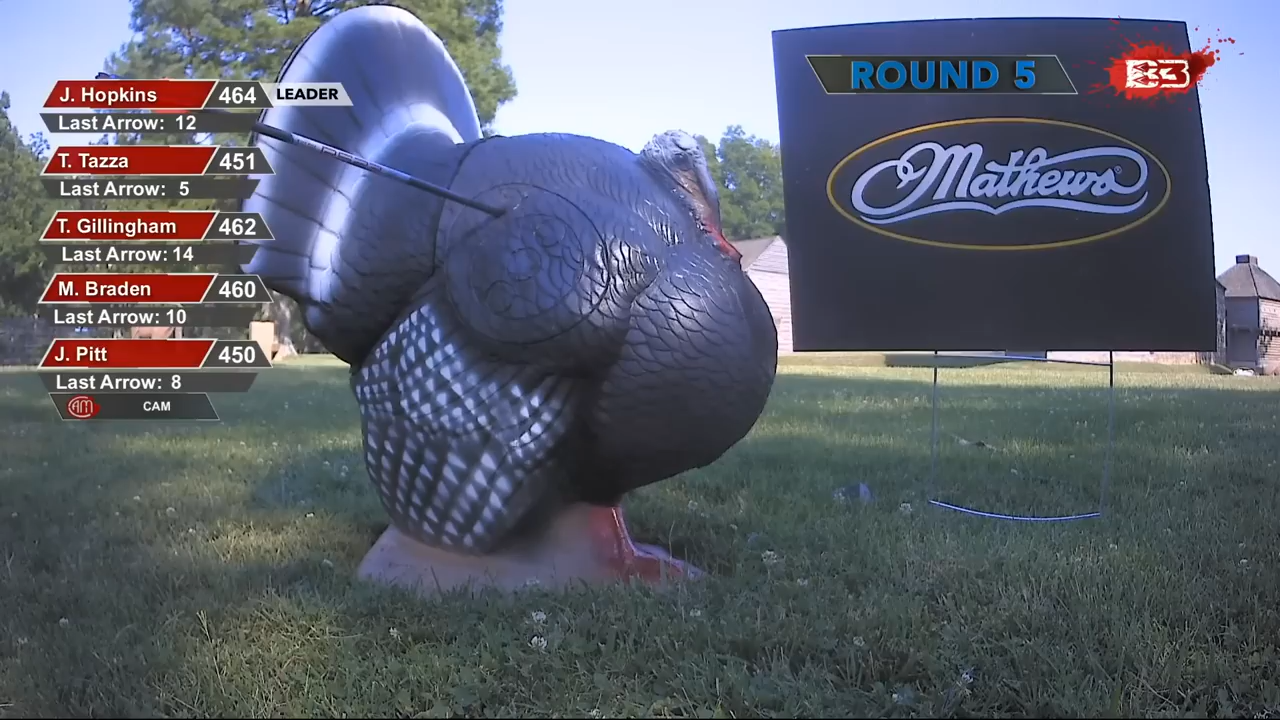 J. Hopkins 464 LEADER
Last Arrow: 12
T. Tazza 451
Last Arrow: 5
T. Gillingham 462
Last Arrow: 14
M. Braden 460
Last Arrow: 10
J. Pitt 450
Last Arrow: 8
CAM
ROUND 5
Mathews